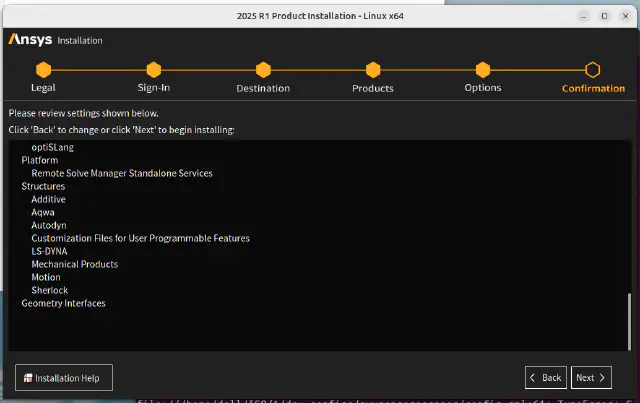 2025 R1 Product Installation - Linux x64
Ansys Installation
Legal Sign-In Destination Products Options Confirmation
Please review settings shown below.
Click 'Back' to change or click 'Next' to begin installing:
optiSLang
Platform
Remote Solve Manager Standalone Services
Structures
Additive
Aqwa
Autodyn
Customization Files for User Programmable Features
LS-DYNA
Mechanical Products
Motion
Sherlock
Geometry Interfaces
Installation Help
Back Next